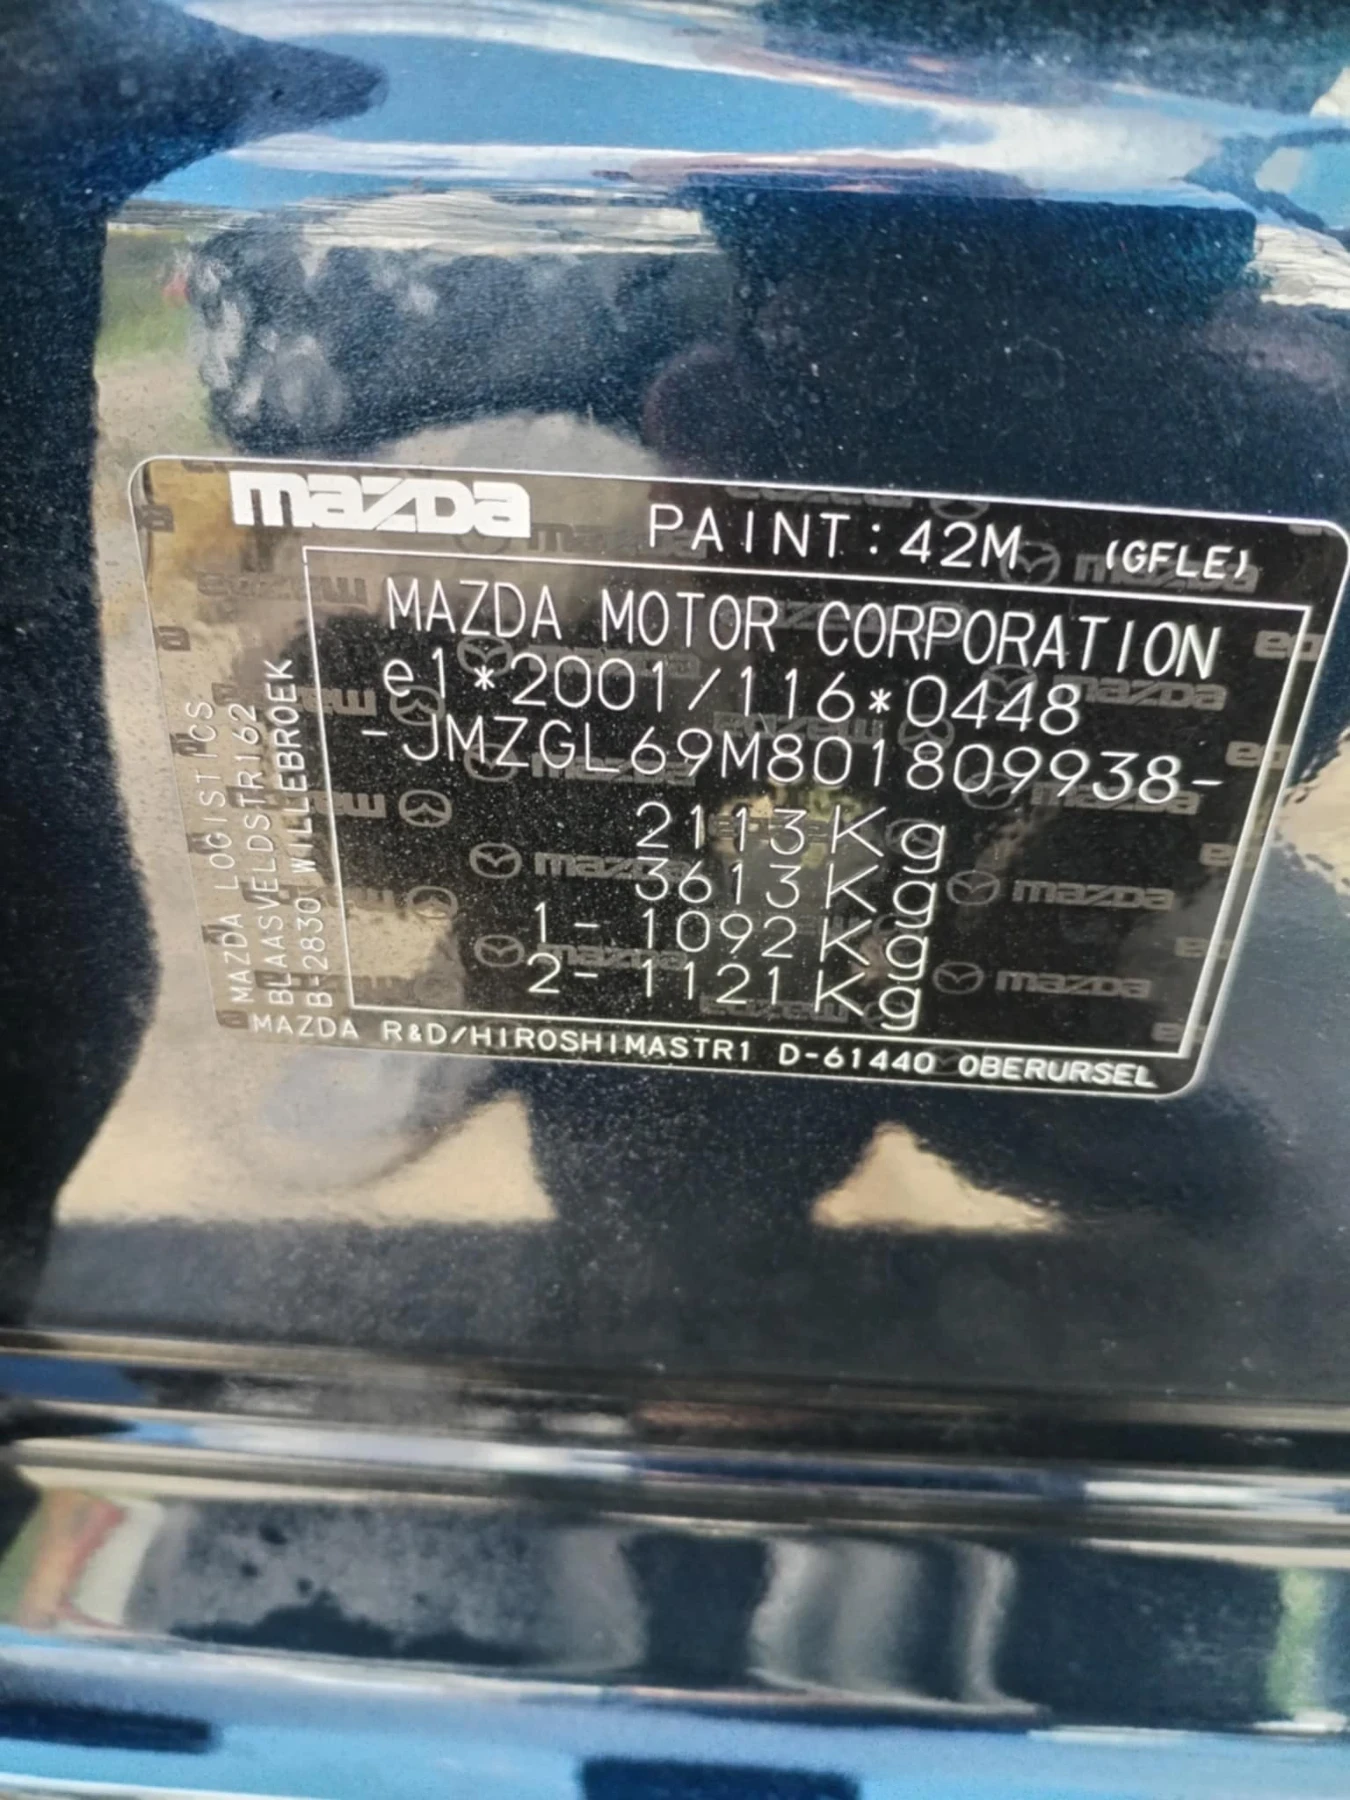 mazda PAINT:42M (GFLE)
MAZDA MOTOR CORPORATION
e1*2001/116*0448
-JMZGL69M801809938-
2113Kg
3613Kg
1- 1092Kg
2- 1121Kg
MAZDA LOGISTICS
BLAASVELDSTR162
B-2830 WILLEBROEK
MAZDA R&D/HIROSHIMASTR1 D-61440 OBERURSEL